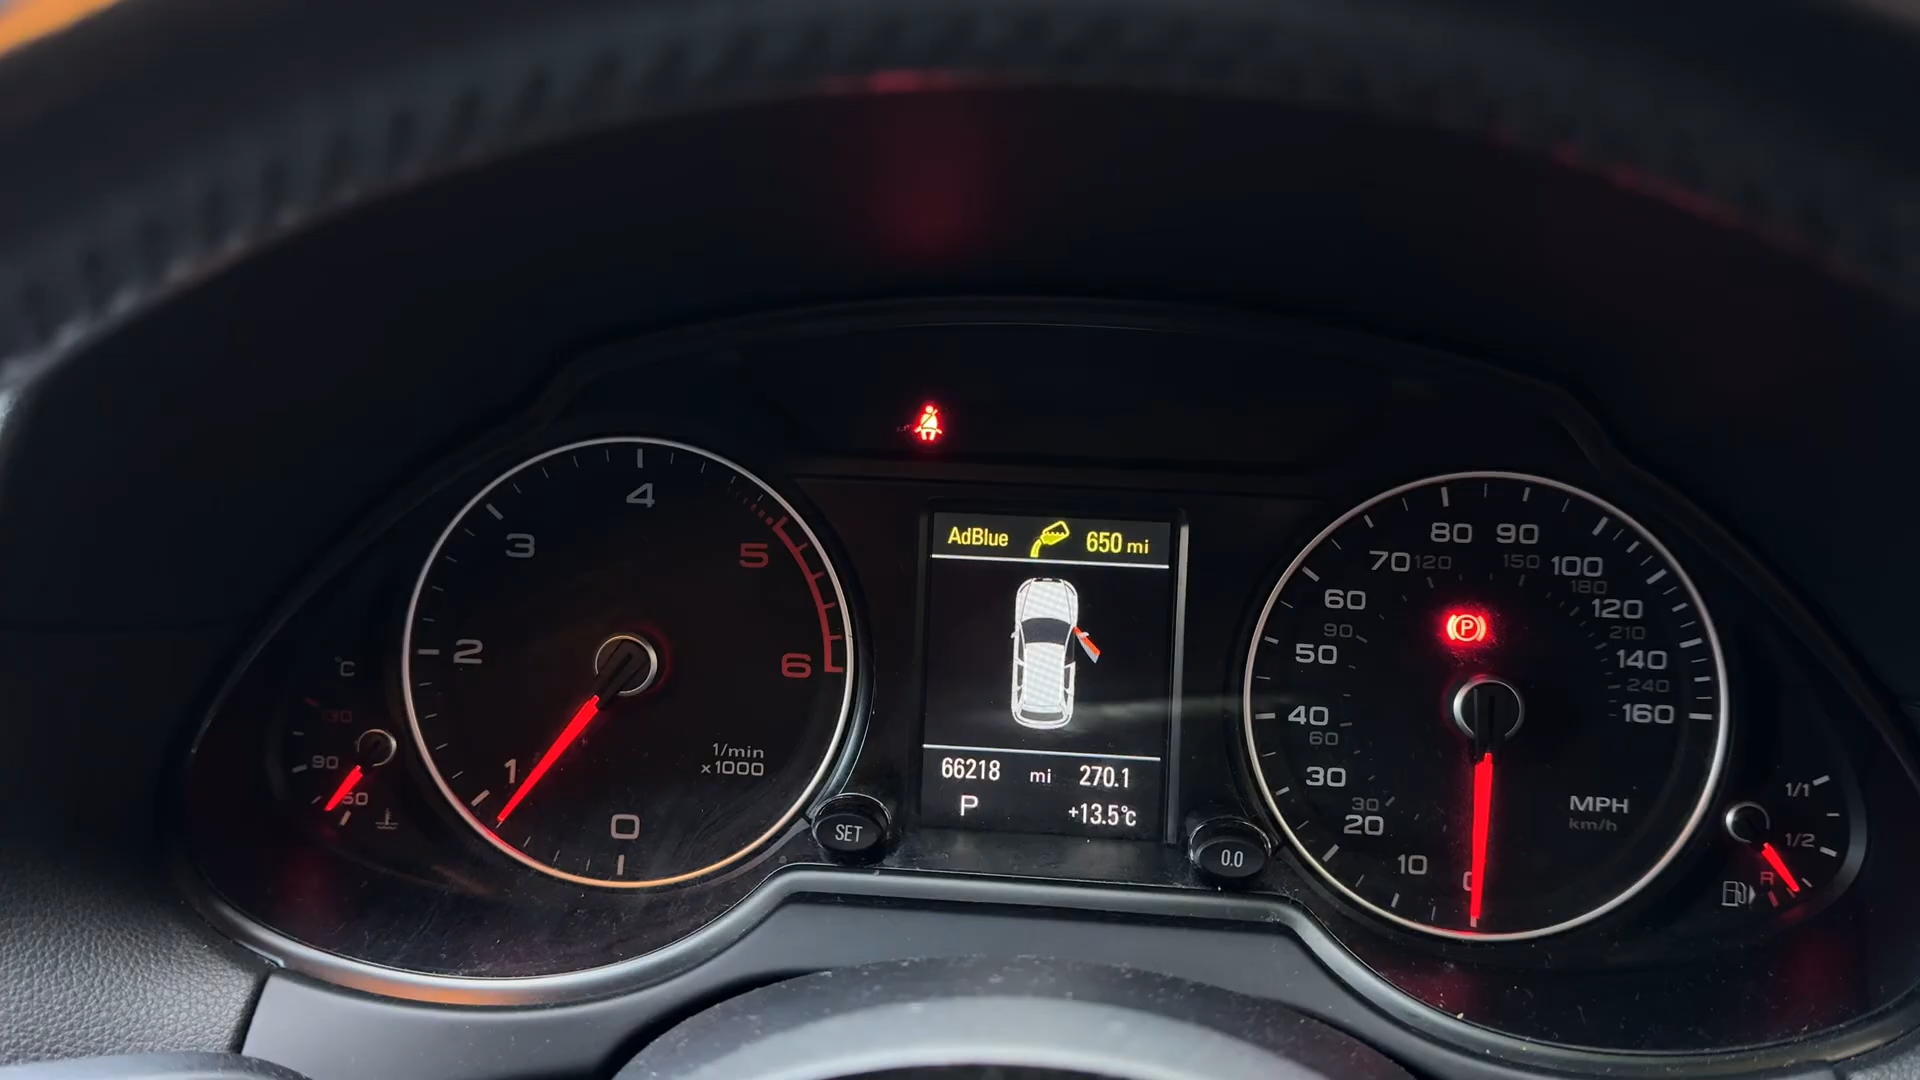 AdBlue 650 mi
66218 mi 270.1
P +13.5°C
4
3
5
2
6
1
0
1/min
x1000
°C
90
SET
0.0
80 90
70 120 150 100
180
60 120
90 210
50 140
240
40 160
60
30
30
20
10
MPH
km/h
P
1/1
1/2
R